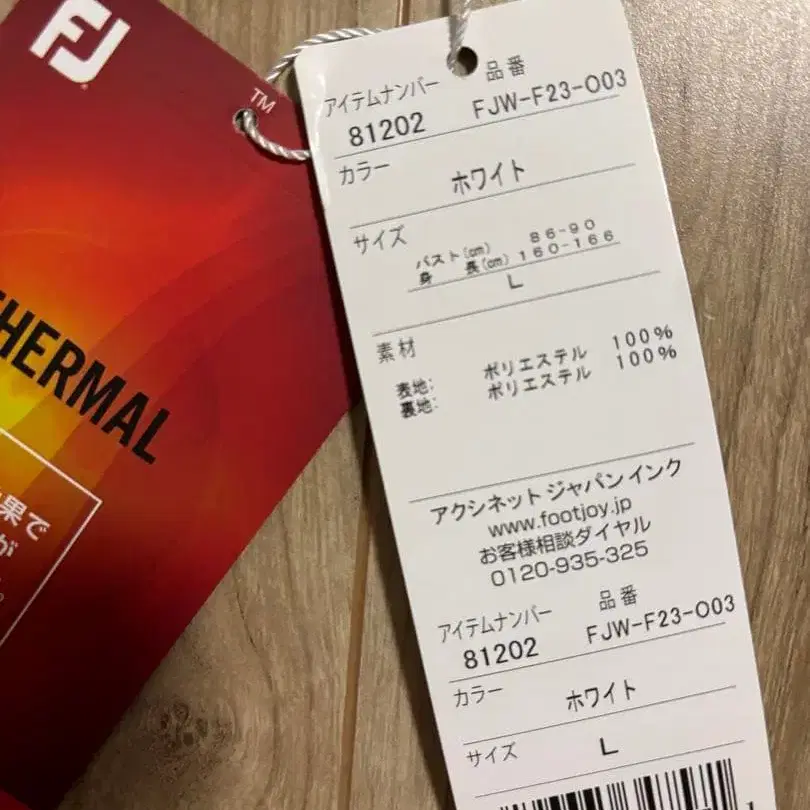 FJ
TM
THERMAL
果で
が
。
アイテムナンバー 品番
81202 FJW-F23-O03
カラー
ホワイト
サイズ
バスト(cm) 86-90
身 長(cm) 160-166
L
素材
表地: ポリエステル 100%
裏地: ポリエステル 100%
アクシネット ジャパン インク
www.footjoy.jp
お客様相談ダイヤル
0120-935-325
アイテムナンバー 品番
81202 FJW-F23-O03
カラー
ホワイト
サイズ L
1